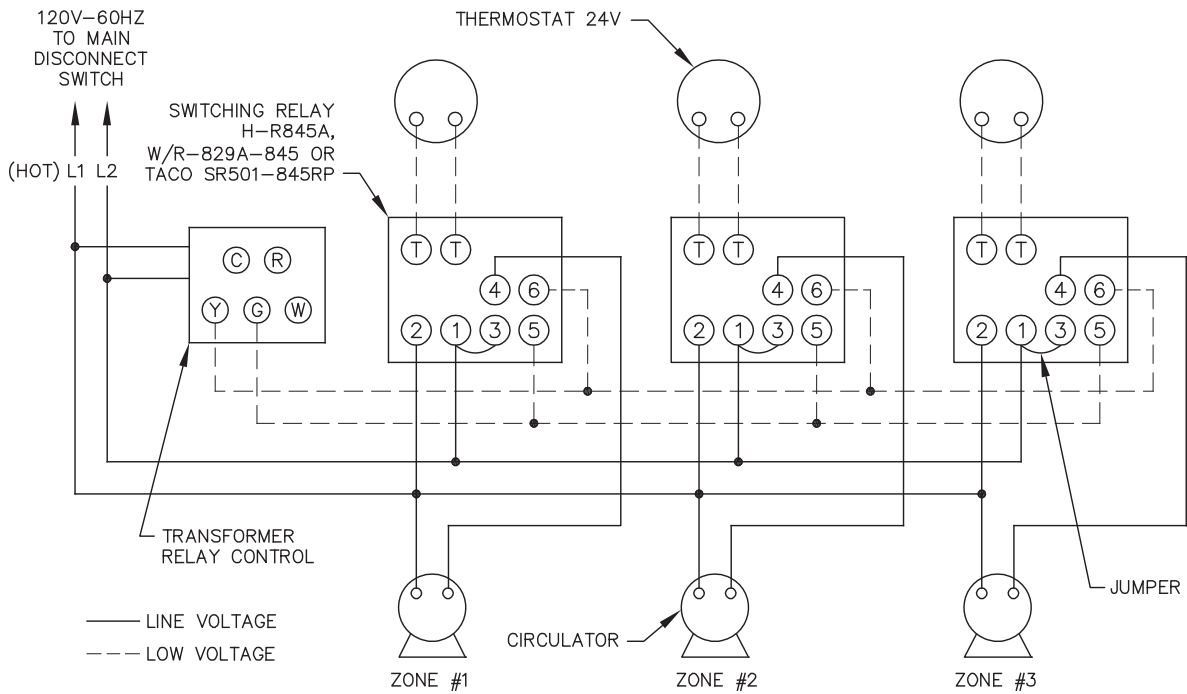 120V-60HZ
TO MAIN
DISCONNECT
SWITCH
THERMOSTAT 24V
SWITCHING RELAY
H-R845A,
W/R-829A-845 OR
TACO SR501-845RP
(HOT) L1 L2
C R
Y G W
T T
4 6
2 1 3 5
T T
4 6
2 1 3 5
T T
4 6
2 1 3 5
TRANSFORMER
RELAY CONTROL
JUMPER
LINE VOLTAGE
LOW VOLTAGE
CIRCULATOR
ZONE #1
ZONE #2
ZONE #3